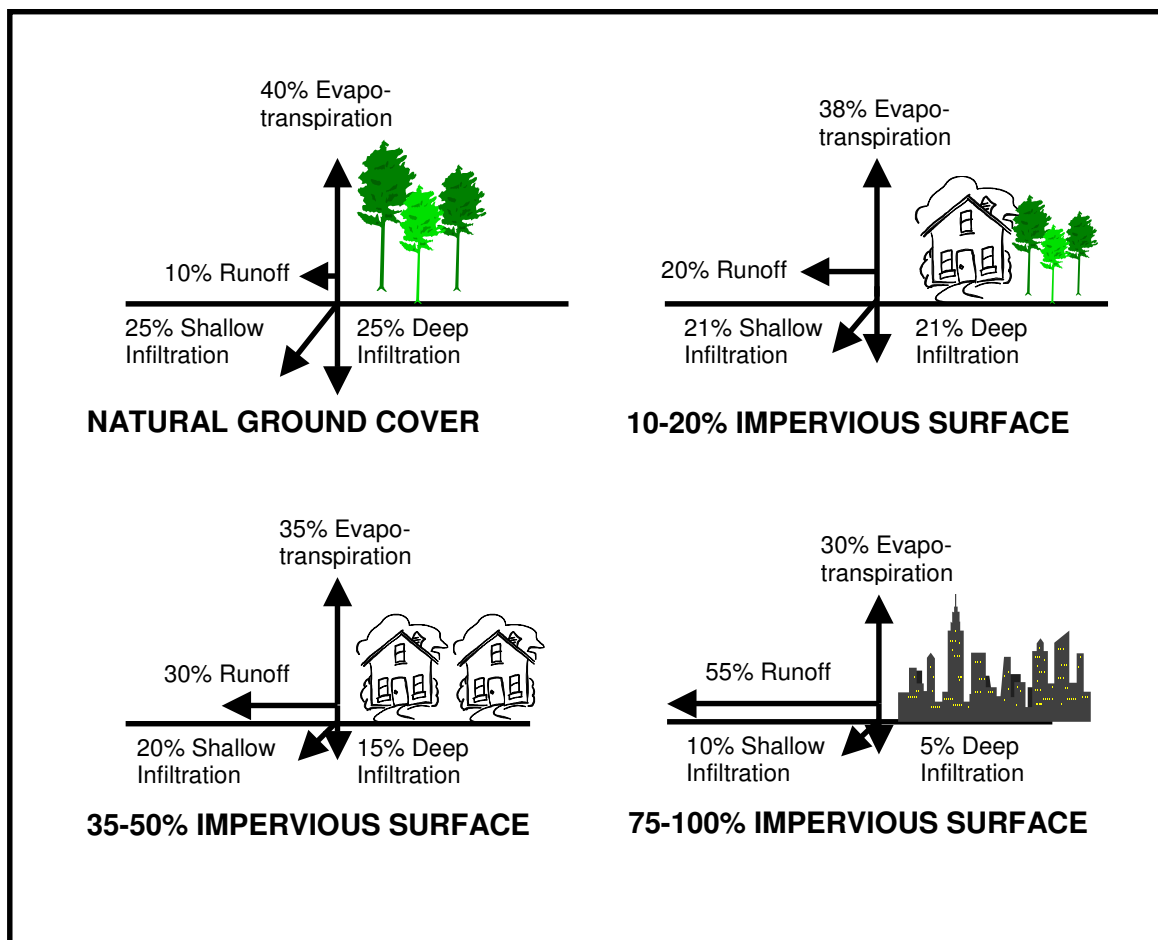 40% Evapo-
transpiration
10% Runoff
25% Shallow
Infiltration
25% Deep
Infiltration
NATURAL GROUND COVER
38% Evapo-
transpiration
20% Runoff
21% Shallow
Infiltration
21% Deep
Infiltration
10-20% IMPERVIOUS SURFACE
35% Evapo-
transpiration
30% Runoff
20% Shallow
Infiltration
15% Deep
Infiltration
35-50% IMPERVIOUS SURFACE
30% Evapo-
transpiration
55% Runoff
10% Shallow
Infiltration
5% Deep
Infiltration
75-100% IMPERVIOUS SURFACE